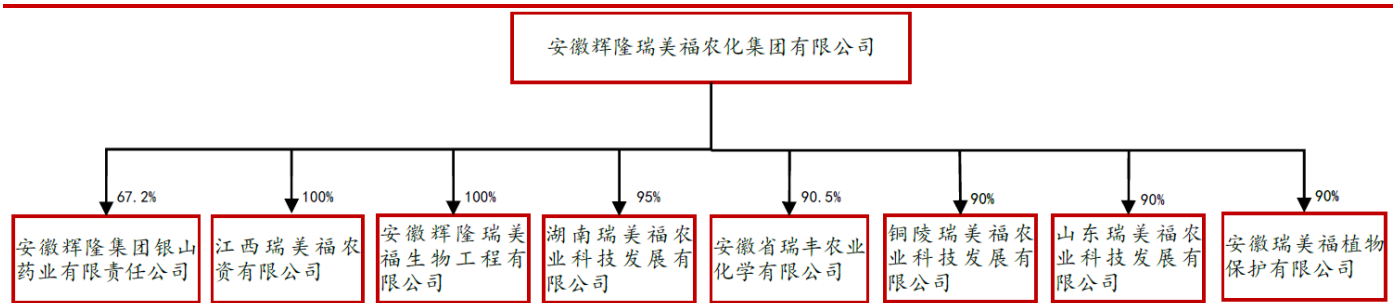 安徽辉隆瑞美福农化集团有限公司
67.2%
100%
100%
95%
90.5%
90%
90%
90%
安徽辉隆集团银山
药业有限责任公司
江西瑞美福农
资有限公司
安徽辉隆瑞美
福生物工程有
限公司
湖南瑞美福农
业科技发展有
限公司
安徽省瑞丰农业
化学有限公司
铜陵瑞美福农
业科技发展有
限公司
山东瑞美福农
业科技发展有
限公司
安徽瑞美福植物
保护有限公司